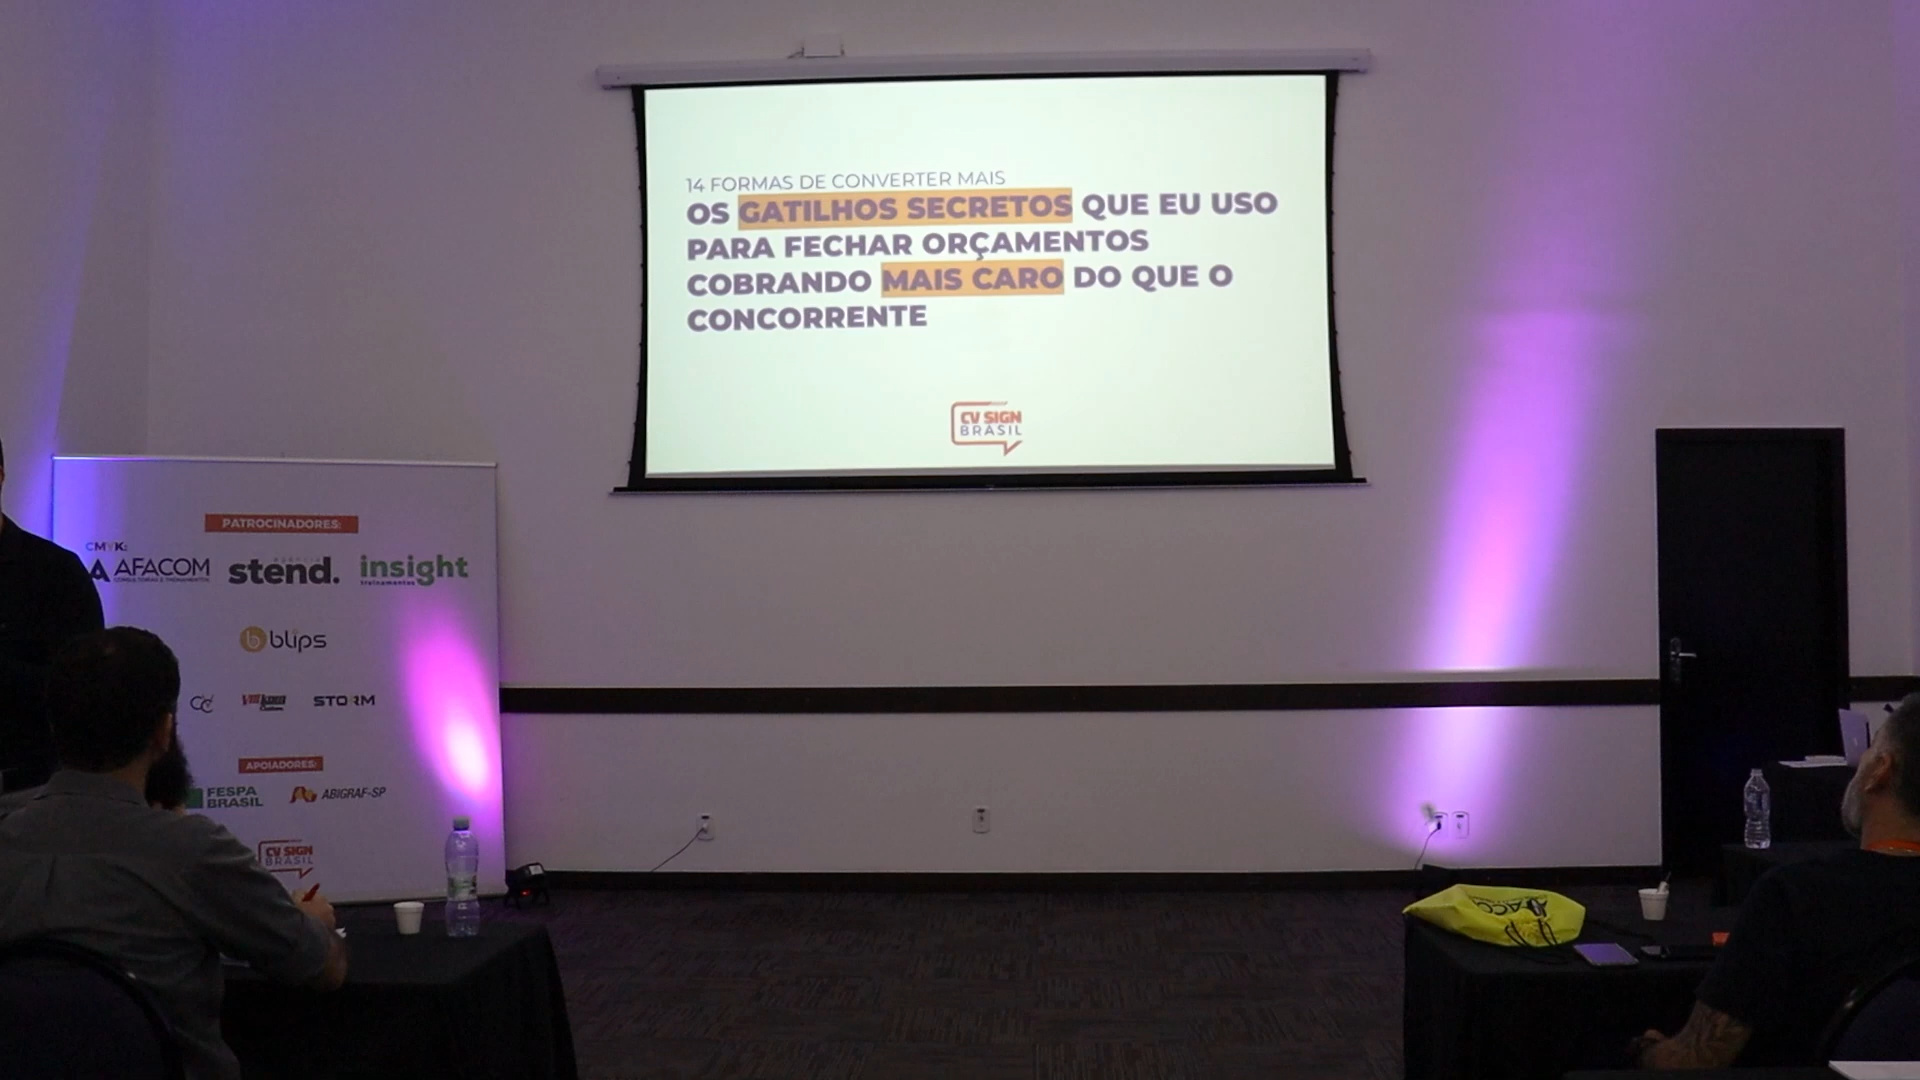 14 FORMAS DE CONVERTER MAIS
OS GATILHOS SECRETOS QUE EU USO
PARA FECHAR ORÇAMENTOS
COBRANDO MAIS CARO DO QUE O
CONCORRENTE
CV SIGN
BRASIL
PATROCINADORES:
AFACOM
stend.
insight
treinamentos
blips
STORM
APOIADORES:
FESPA
BRASIL
ABIGRAF-SP
CV SIGN
BRASIL